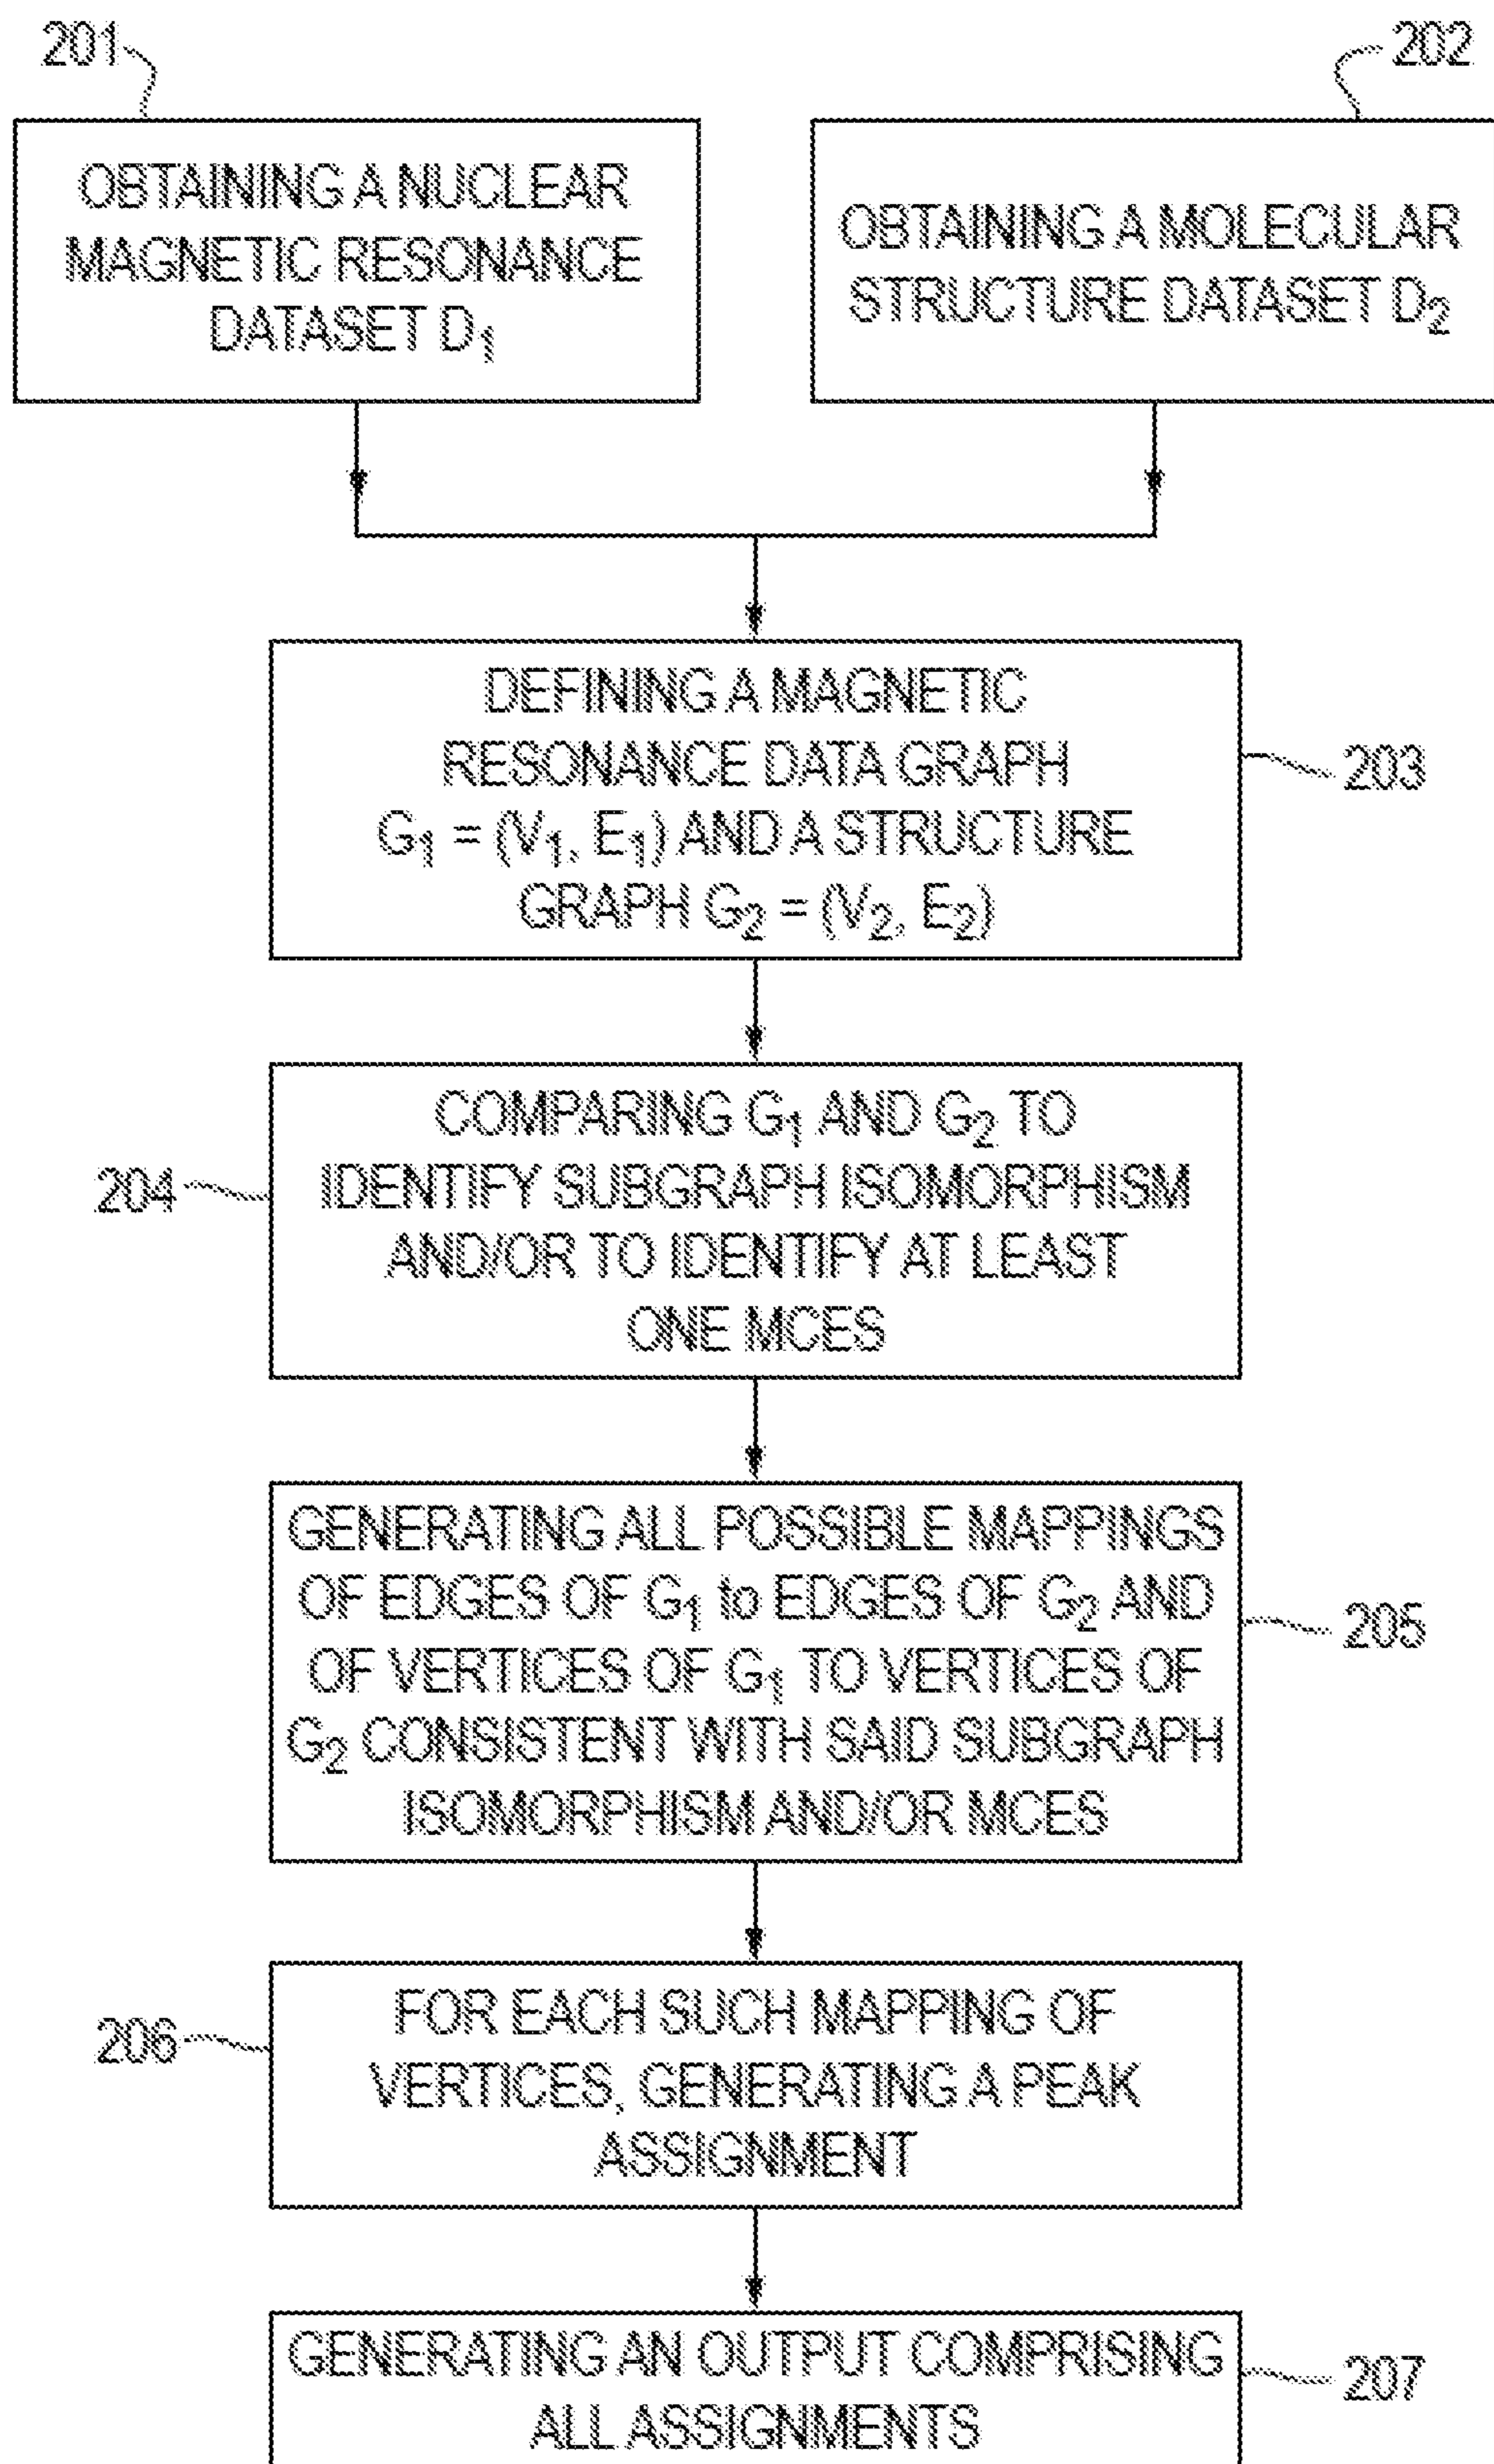 201
202
OBTAINING A NUCLEAR
MAGNETIC RESONANCE
DATASET D1
OBTAINING A MOLECULAR
STRUCTURE DATASET D2
DEFINING A MAGNETIC
RESONANCE DATA GRAPH
G1 = (V1, E1) AND A STRUCTURE
GRAPH G2 = (V2, E2)
203
COMPARING G1 AND G2 TO
IDENTIFY SUBGRAPH ISOMORPHISM
AND/OR TO IDENTIFY AT LEAST
ONE MCES
204
GENERATING ALL POSSIBLE MAPPINGS
OF EDGES OF G1 to EDGES OF G2 AND
OF VERTICES OF G1 TO VERTICES OF
G2 CONSISTENT WITH SAID SUBGRAPH
ISOMORPHISM AND/OR MCES
205
FOR EACH SUCH MAPPING OF
VERTICES, GENERATING A PEAK
ASSIGNMENT
206
GENERATING AN OUTPUT COMPRISING
ALL ASSIGNMENTS
207